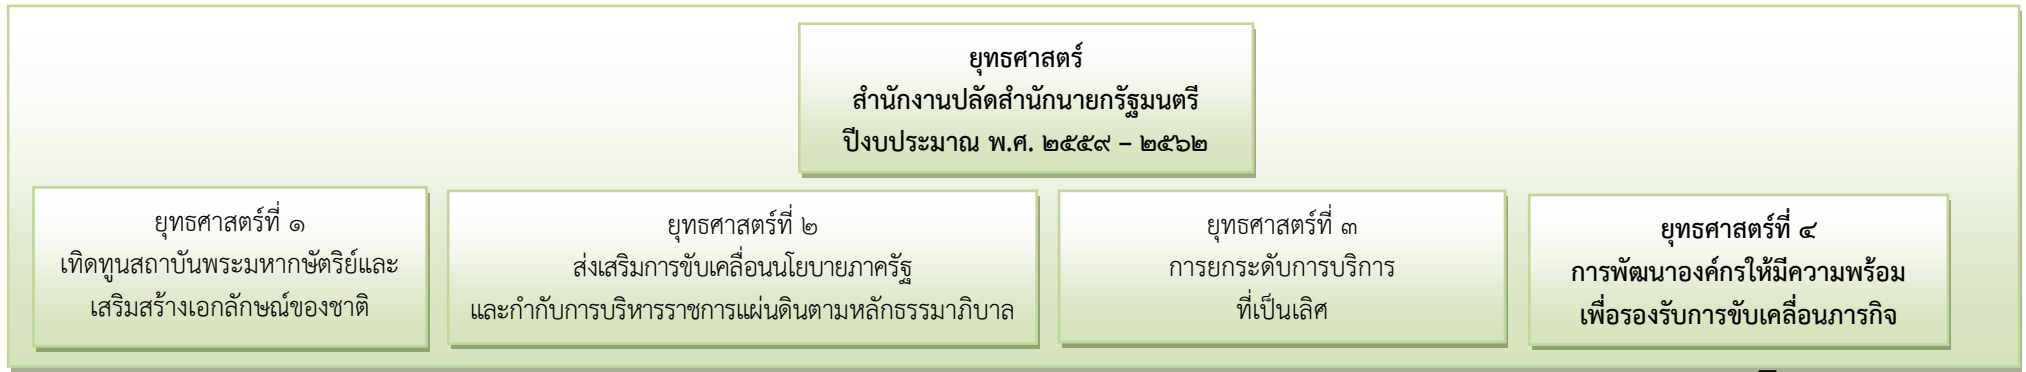 ยุทธศาสตร์
สำนักงานปลัดสำนักนายกรัฐมนตรี
ปีงบประมาณ พ.ศ. ๒๕๕๙ – ๒๕๖๒
ยุทธศาสตร์ที่ ๑
เทิดทูนสถาบันพระมหากษัตริย์และ
เสริมสร้างเอกลักษณ์ของชาติ
ยุทธศาสตร์ที่ ๒
ส่งเสริมการขับเคลื่อนนโยบายภาครัฐ
และกำกับการบริหารราชการแผ่นดินตามหลักธรรมาภิบาล
ยุทธศาสตร์ที่ ๓
การยกระดับการบริการ
ที่เป็นเลิศ
ยุทธศาสตร์ที่ ๔
การพัฒนาองค์กรให้มีความพร้อม
เพื่อรองรับการขับเคลื่อนภารกิจ